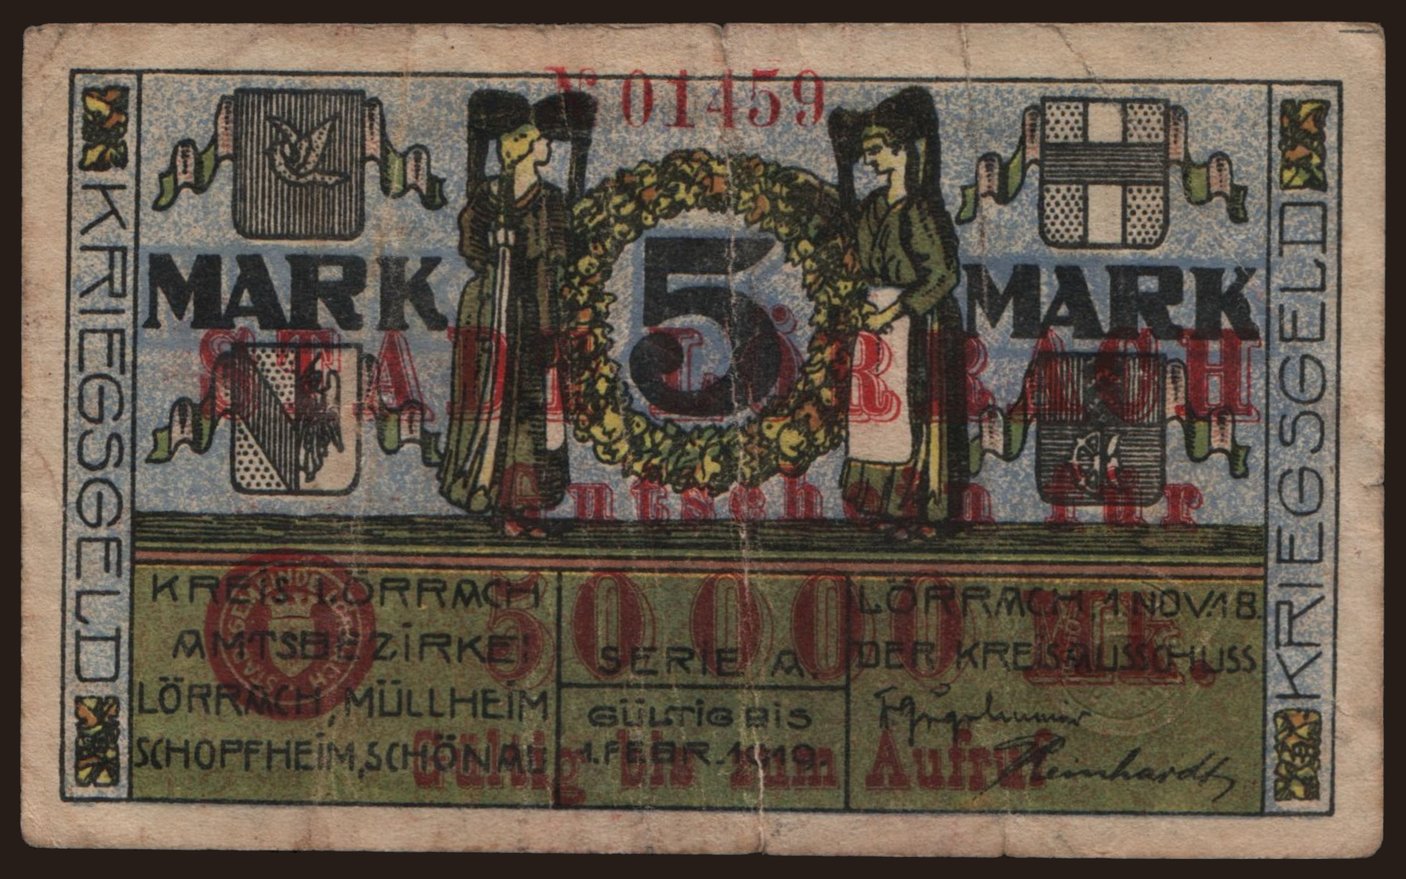 № 01459
KRIEGSGELD
KRIEGSGELD
5
MARK
MARK
STADT LÖRRACH
Gutschein für
50000 Mk.
KREIS LÖRRACH
AMTSBEZIRKE:
LÖRRACH, MÜLLHEIM
SCHOPFHEIM, SCHÖNAU
SERIE A.
GÜLTIG BIS
1. FEBR. 1919.
LÖRRACH 1 NOV. 18.
DER KREISAUSSCHUSS
Reinhardt
Gültig bis zum Aufruf